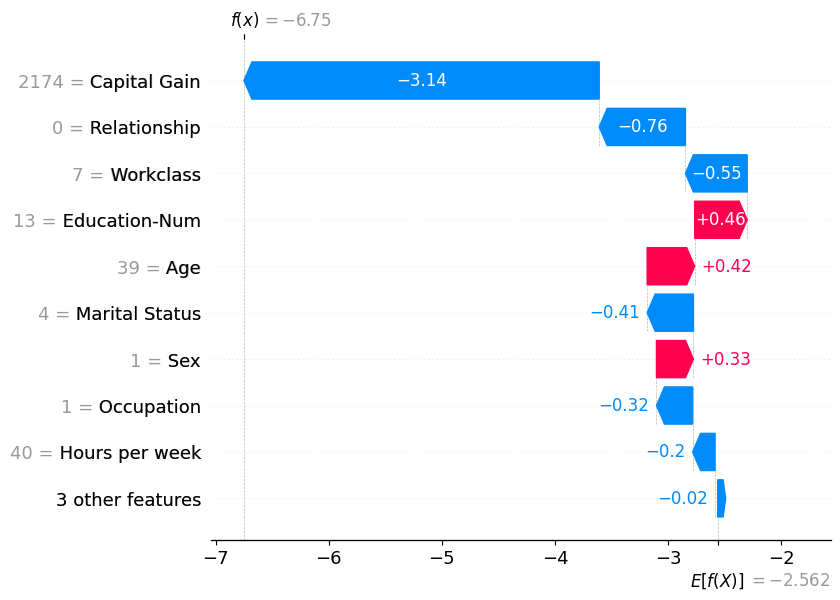 f(x) = −6.75
2174 = Capital Gain
−3.14
0 = Relationship
−0.76
7 = Workclass
−0.55
13 = Education-Num
+0.46
39 = Age
+0.42
4 = Marital Status
−0.41
1 = Sex
+0.33
1 = Occupation
−0.32
40 = Hours per week
−0.2
3 other features
−0.02
−7 −6 −5 −4 −3 −2
E[f(X)] = −2.562